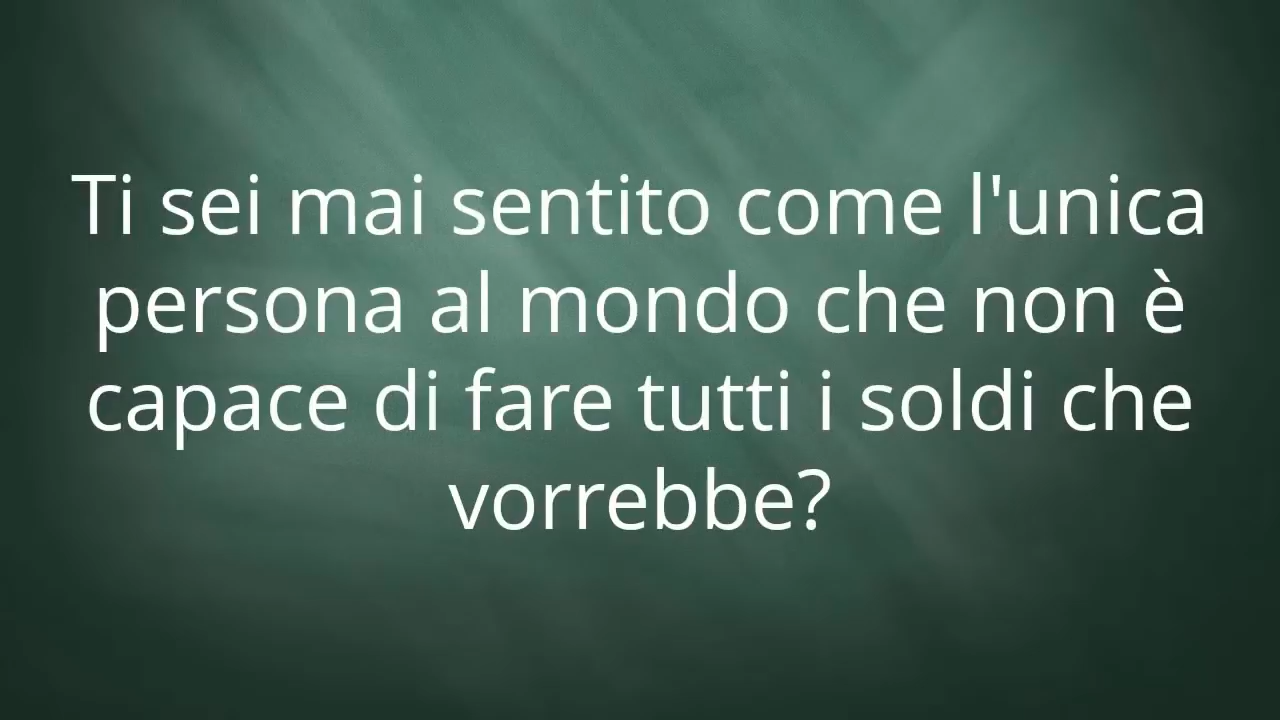 Ti sei mai sentito come l'unica
persona al mondo che non è
capace di fare tutti i soldi che
vorrebbe?